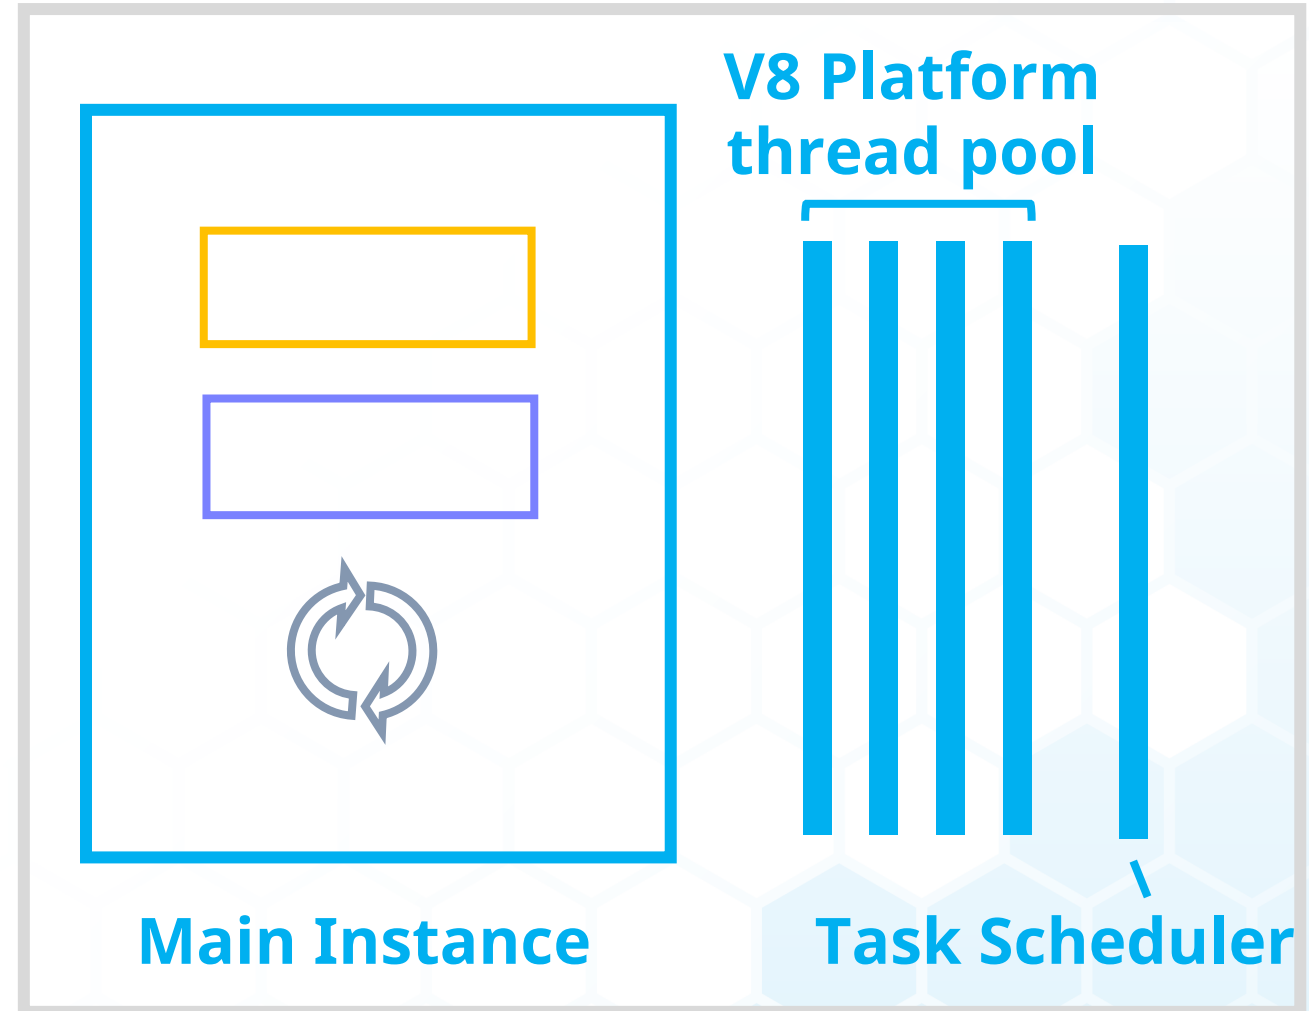 V8 Platform
thread pool
Main Instance
Task Scheduler